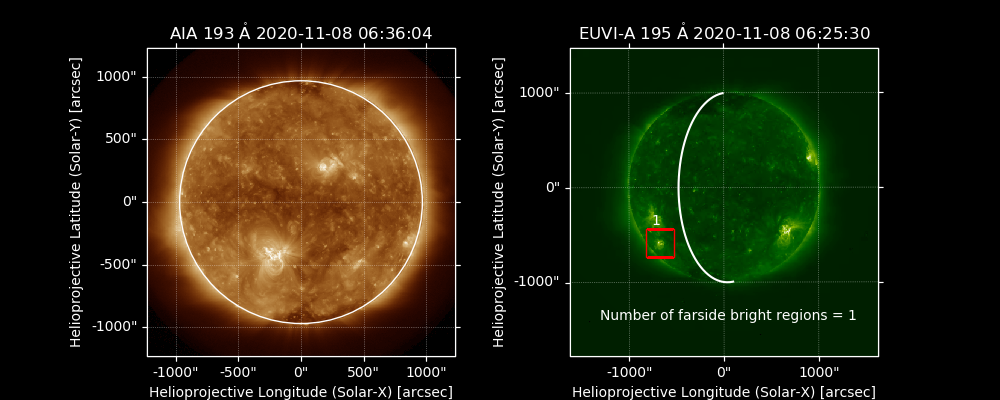 AIA 193 Å 2020-11-08 06:36:04
1000"
500"
0"
-500"
-1000"
-1000"
-500"
0"
500"
1000"
Helioprojective Latitude (Solar-Y) [arcsec]
Helioprojective Longitude (Solar-X) [arcsec]
EUVI-A 195 Å 2020-11-08 06:25:30
1000"
0"
-1000"
-1000"
0"
1000"
Helioprojective Latitude (Solar-Y) [arcsec]
Helioprojective Longitude (Solar-X) [arcsec]
1
Number of farside bright regions = 1